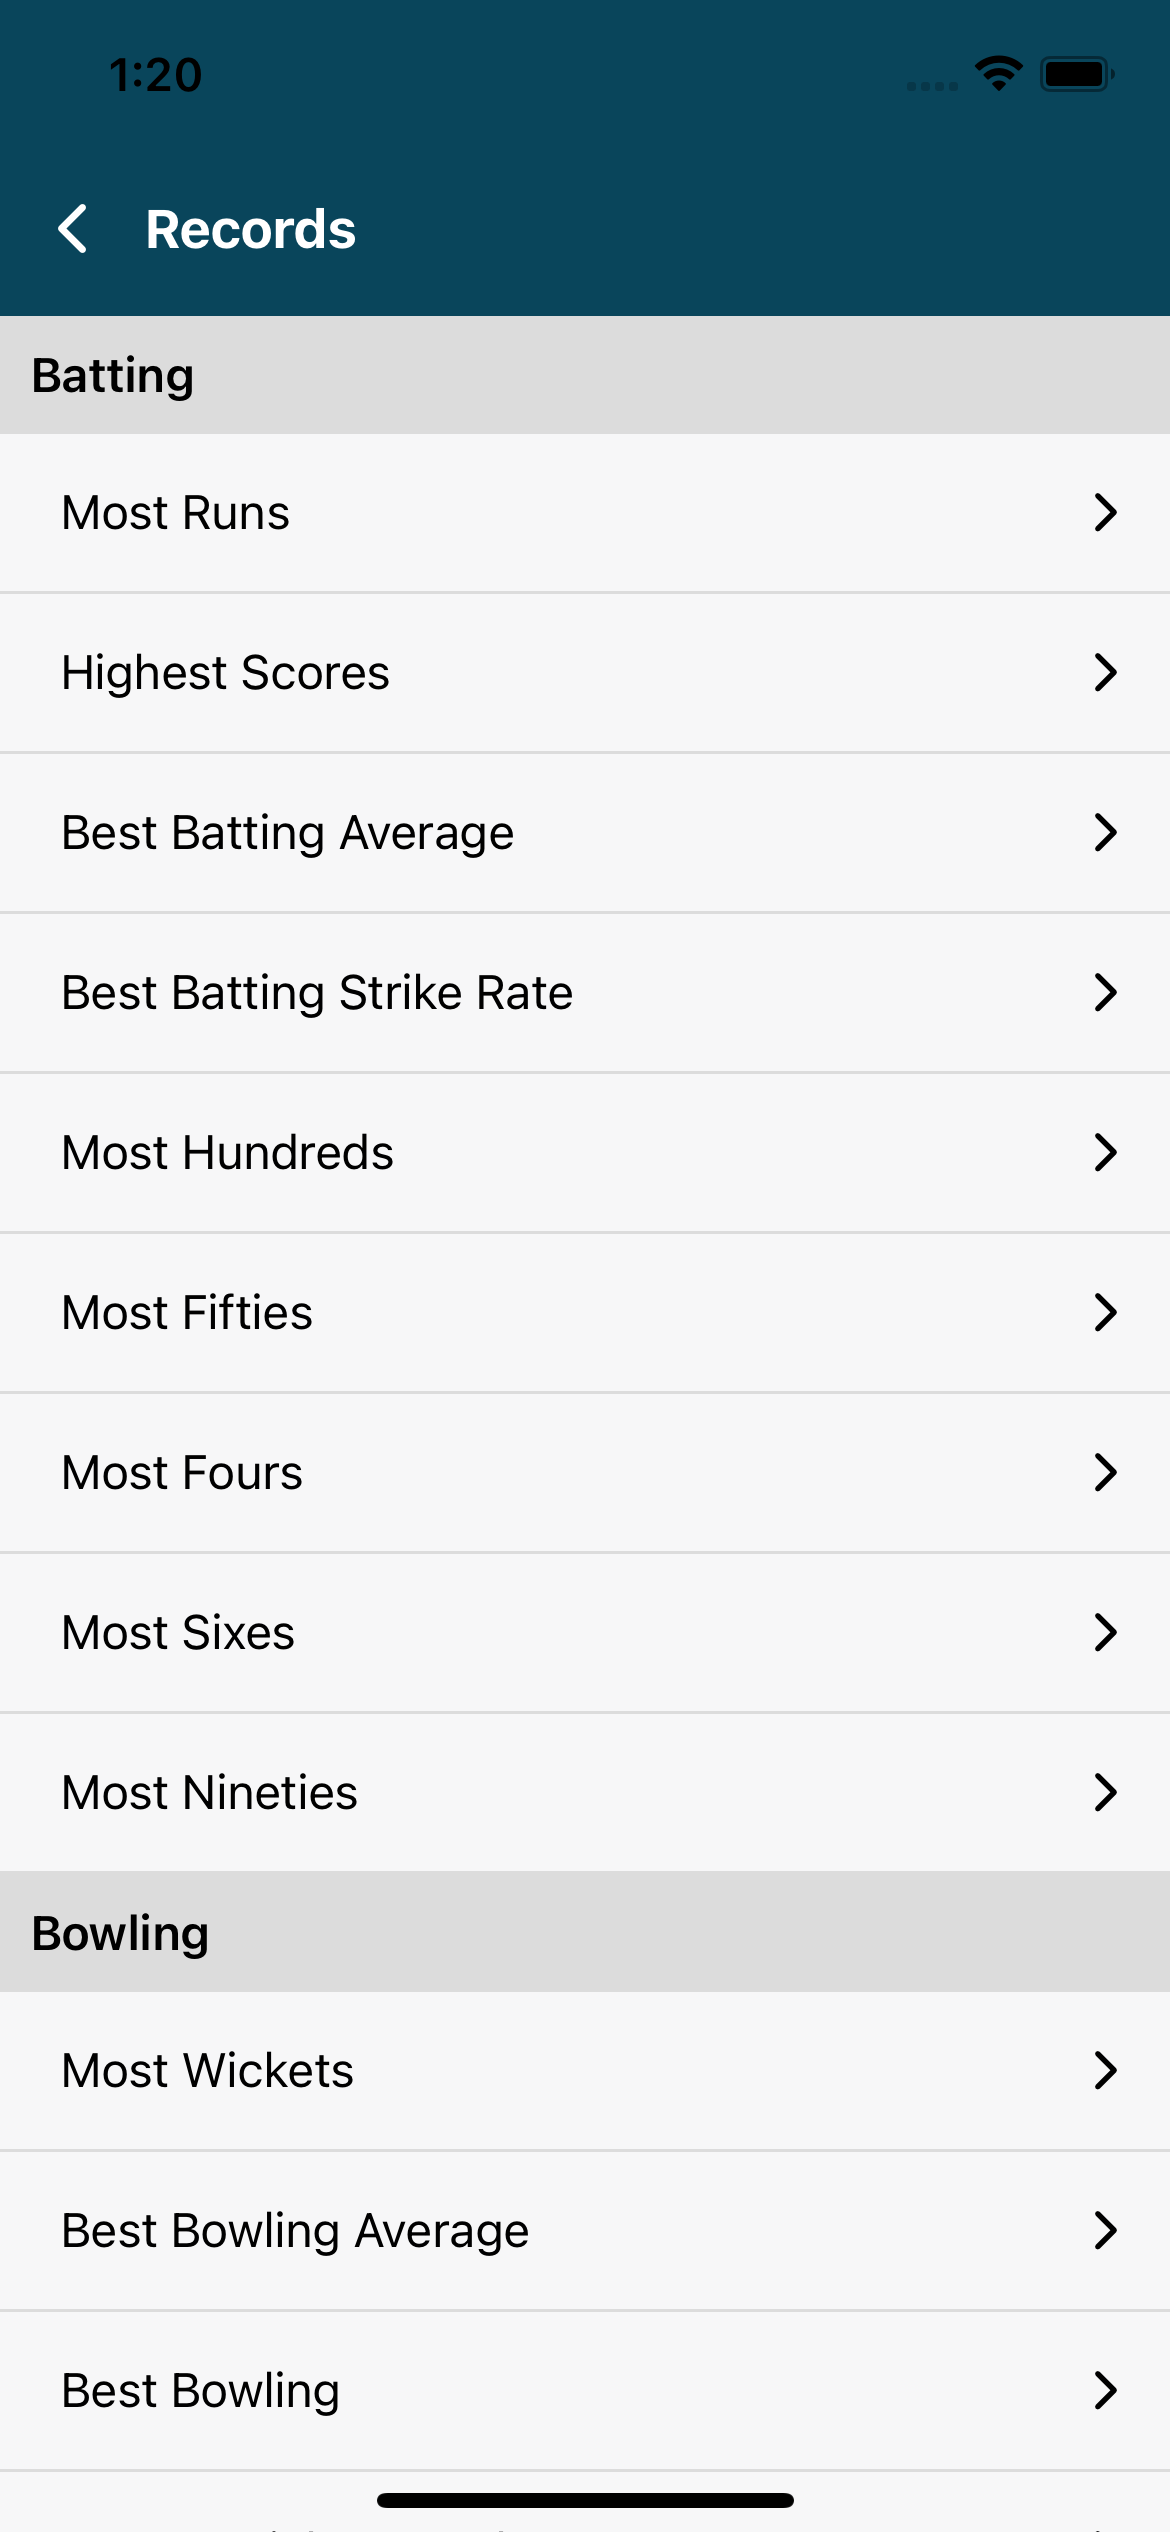 1:20
Records
Batting
Most Runs
Highest Scores
Best Batting Average
Best Batting Strike Rate
Most Hundreds
Most Fifties
Most Fours
Most Sixes
Most Nineties
Bowling
Most Wickets
Best Bowling Average
Best Bowling